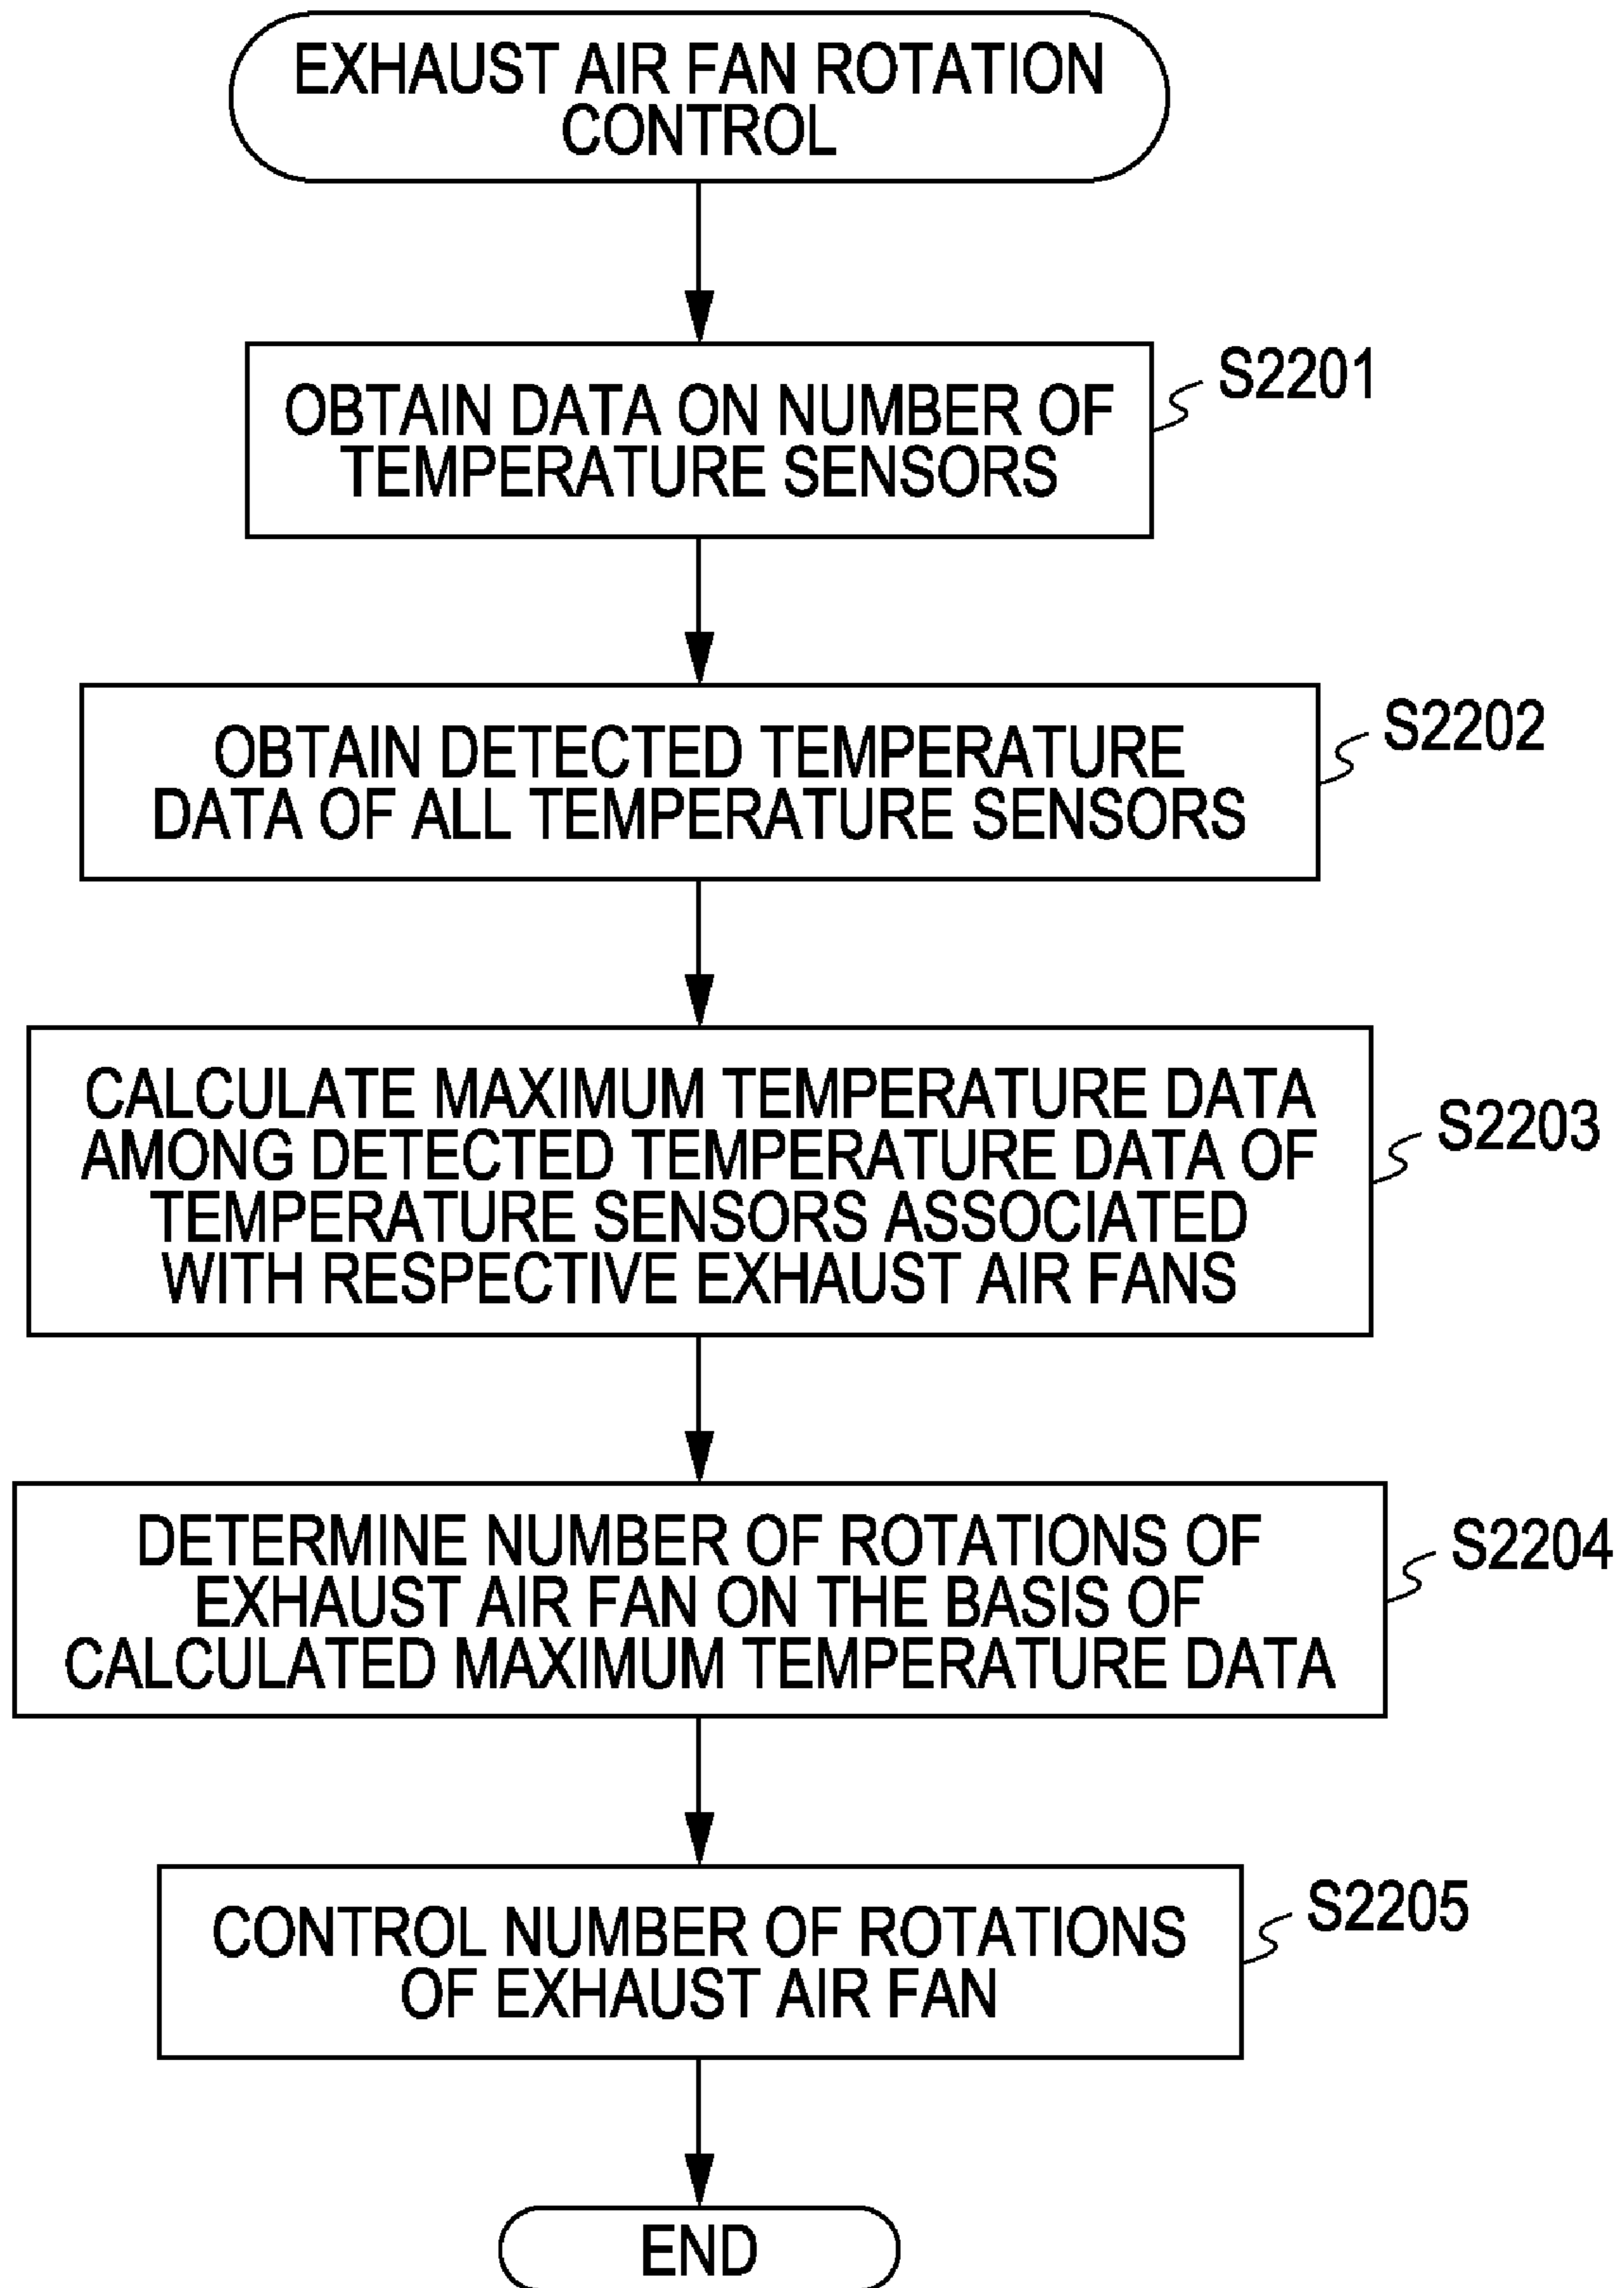 EXHAUST AIR FAN ROTATION
CONTROL
S2201
OBTAIN DATA ON NUMBER OF
TEMPERATURE SENSORS
S2202
OBTAIN DETECTED TEMPERATURE
DATA OF ALL TEMPERATURE SENSORS
S2203
CALCULATE MAXIMUM TEMPERATURE DATA
AMONG DETECTED TEMPERATURE DATA OF
TEMPERATURE SENSORS ASSOCIATED
WITH RESPECTIVE EXHAUST AIR FANS
S2204
DETERMINE NUMBER OF ROTATIONS OF
EXHAUST AIR FAN ON THE BASIS OF
CALCULATED MAXIMUM TEMPERATURE DATA
S2205
CONTROL NUMBER OF ROTATIONS
OF EXHAUST AIR FAN
END